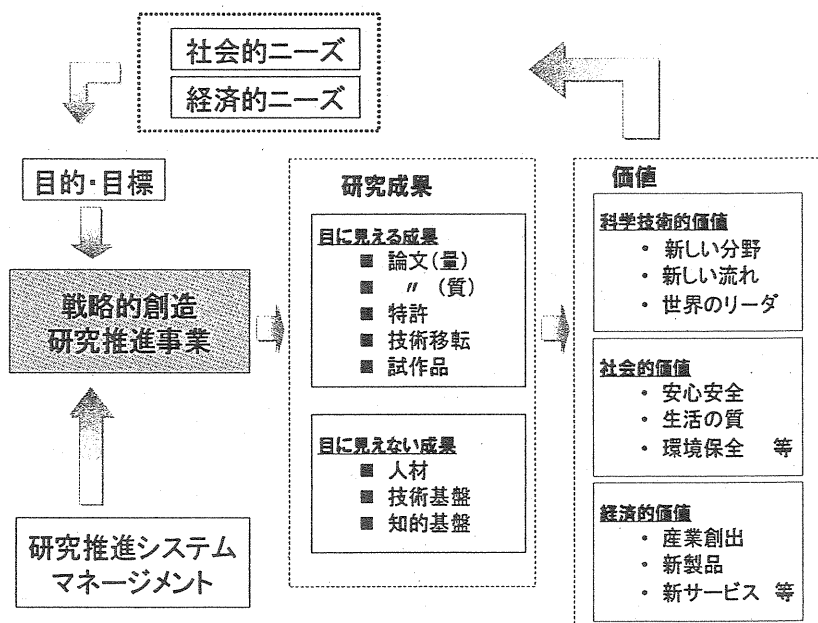 社会的ニーズ
経済的ニーズ
目的・目標
戦略的創造
研究推進事業
研究推進システム
マネージメント
研究成果
目に見える成果
■ 論文(量)
■ 〃 (質)
■ 特許
■ 技術移転
■ 試作品
目に見えない成果
■ 人材
■ 技術基盤
■ 知的基盤
価値
科学技術的価値
・ 新しい分野
・ 新しい流れ
・ 世界のリーダ
社会的価値
・ 安心安全
・ 生活の質
・ 環境保全 等
経済的価値
・ 産業創出
・ 新製品
・ 新サービス 等